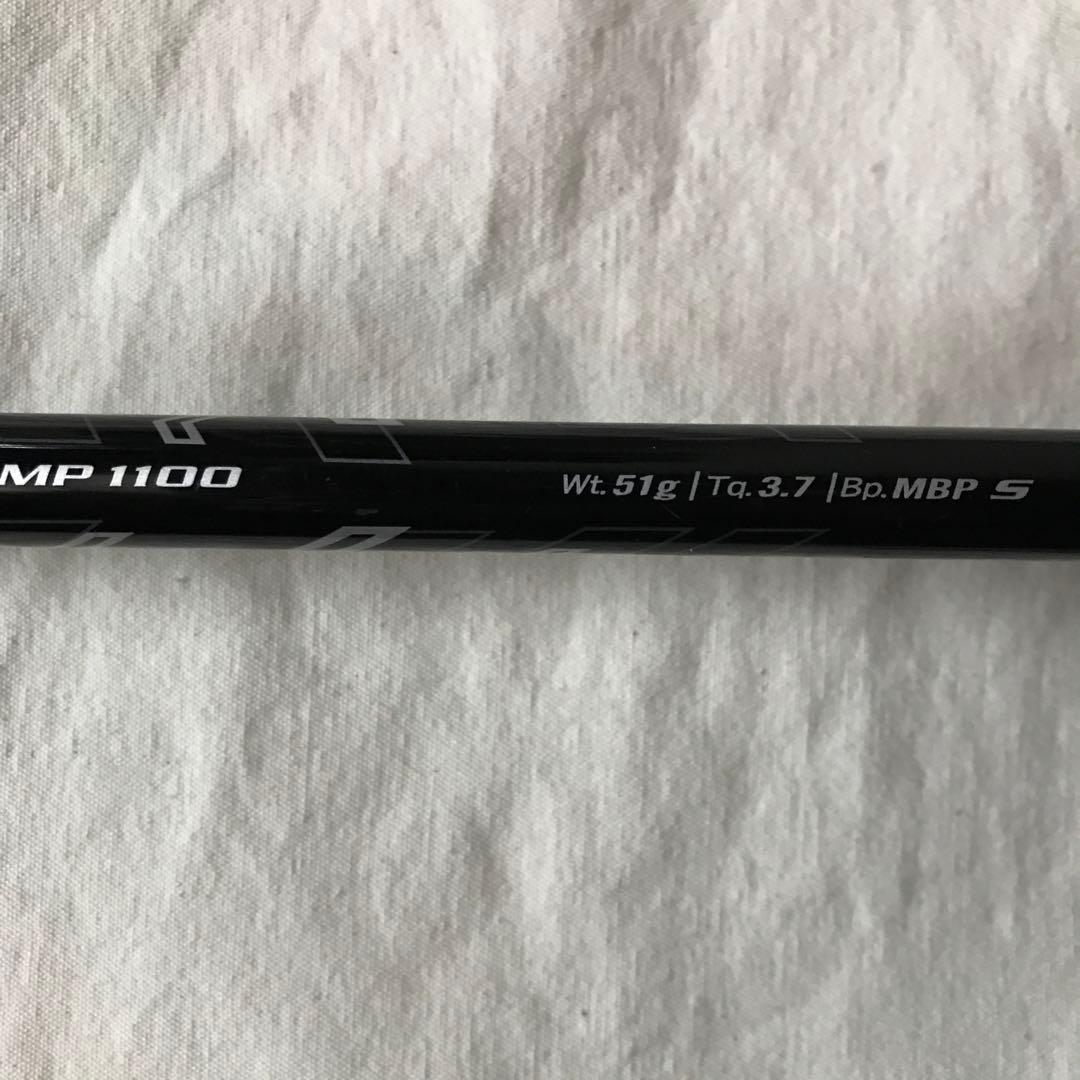 MP 1100
Wt. 51g | Tq. 3.7 | Bp. MBP S